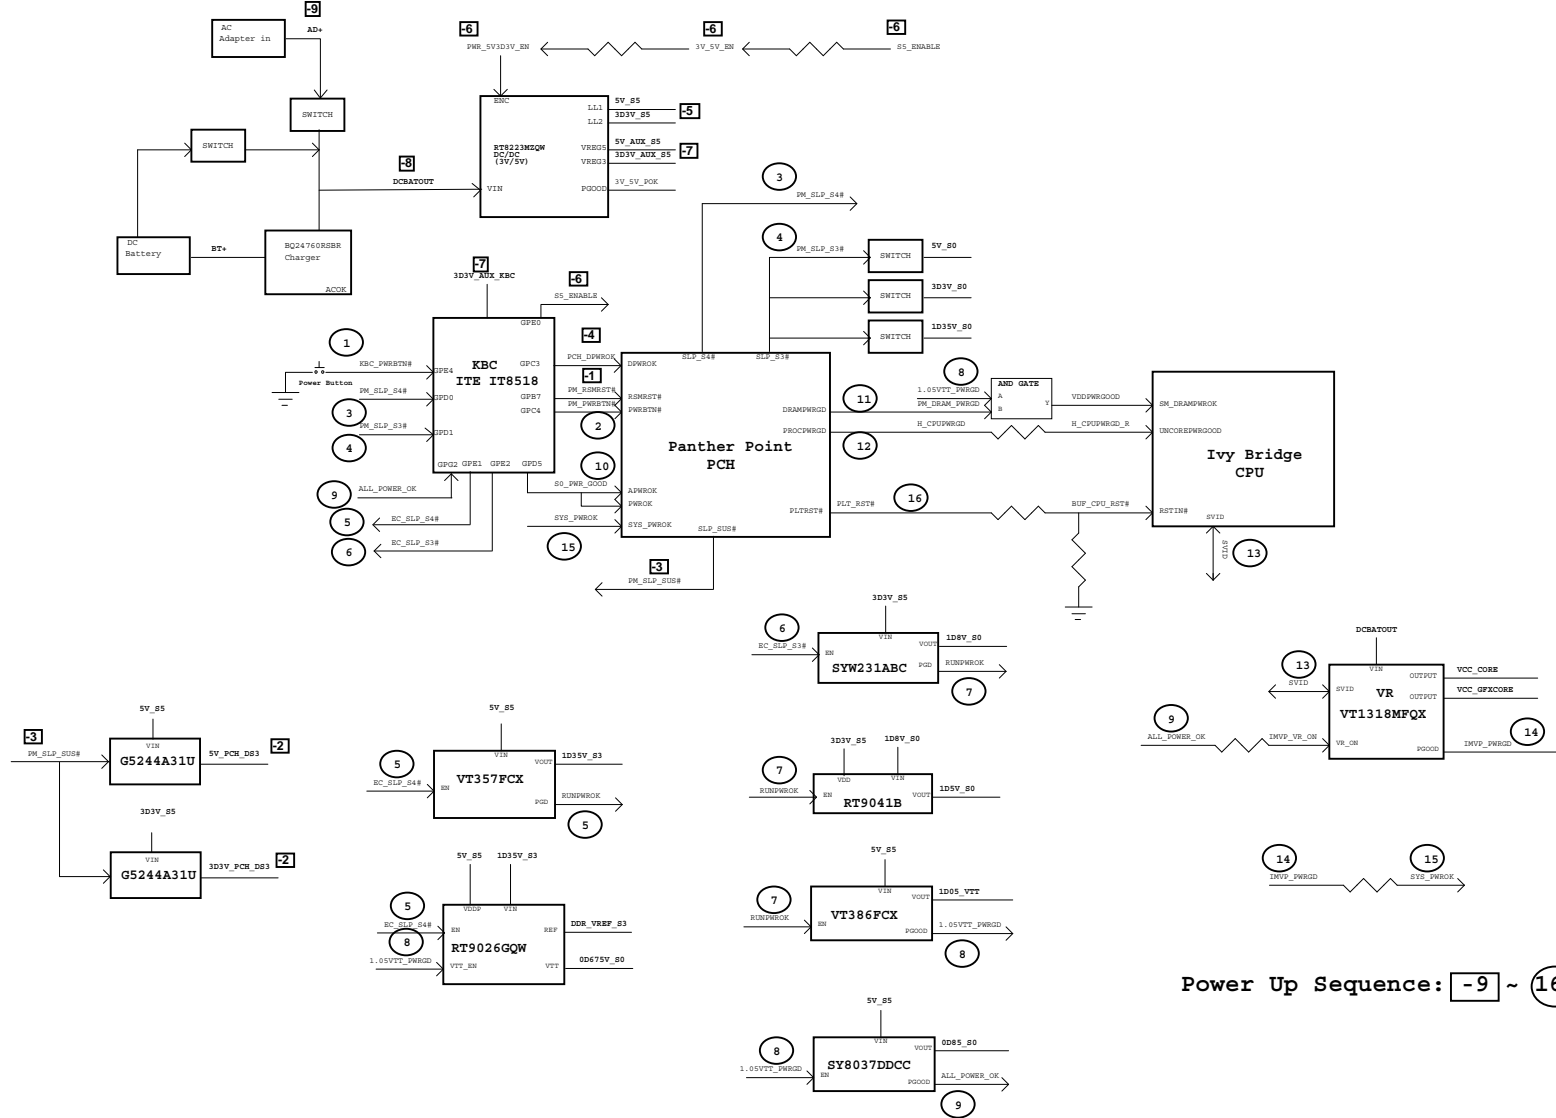 -9
AC
Adapter in
AD+
SWITCH
SWITCH
-8
DCBATOUT
DC
Battery
BT+
BQ24760RSBR
Charger
ACOK
-6
PWR_5V3D3V_EN
-6
3V_5V_EN
-6
S5_ENABLE
ENC
RT8223MZQW
DC/DC
(3V/5V)
VIN
LL1
LL2
VREG5
VREG3
PGOOD
5V_S5
3D3V_S5
-5
5V_AUX_S5
3D3V_AUX_S5
-7
3V_5V_POK
3
PM_SLP_S4#
4
PM_SLP_S3#
SWITCH
5V_S0
SWITCH
3D3V_S0
SWITCH
1D35V_S0
-7
3D3V_AUX_KBC
-6
S5_ENABLE
GPE0
KBC
ITE IT8518
1
KBC_PWRBTN#
Power Button
GPE4
PM_SLP_S4#
GPD0
3
PM_SLP_S3#
GPD1
4
GPG2
GPE1
GPE2
GPD5
GPC3
GPB7
GPC4
9
ALL_POWER_OK
5
EC_SLP_S4#
6
EC_SLP_S3#
-4
PCH_DPWROK
-1
PM_RSMRST#
PM_PWRBTN#
2
10
S0_PWR_GOOD
SYS_PWROK
15
SLP_S4#
SLP_S3#
DPWROK
RSMRST#
PWRBTN#
APWROK
PWROK
SYS_PWROK
SLP_SUS#
DRAMPWRGD
PROCPWRGD
PLTRST#
Panther Point
PCH
-3
PM_SLP_SUS#
8
1.05VTT_PWRGD
11
PM_DRAM_PWRGD
AND GATE
A
B
Y
VDDPWRGOOD
12
H_CPUPWRGD
H_CPUPWRGD_R
PLT_RST#
16
BUF_CPU_RST#
SM_DRAMPWROK
UNCOREPWRGOOD
RSTIN#
SVID
Ivy Bridge
CPU
SVID
13
3D3V_S5
6
EC_SLP_S3#
EN
VIN
VOUT
PGD
SYW231ABC
1D8V_S0
RUNPWROK
7
DCBATOUT
13
SVID
SVID
VIN
OUTPUT
OUTPUT
VR
VT1318MFQX
VR_ON
PGOOD
VCC_CORE
VCC_GFXCORE
9
ALL_POWER_OK
IMVP_VR_ON
IMVP_PWRGD
14
-3
PM_SLP_SUS#
5V_S5
VIN
G5244A31U
5V_PCH_DS3
-2
3D3V_S5
VIN
G5244A31U
3D3V_PCH_DS3
-2
5V_S5
5
EC_SLP_S4#
EN
VIN
VOUT
PGD
VT357FCX
1D35V_S3
RUNPWROK
5
3D3V_S5
1D8V_S0
7
RUNPWROK
EN
VDD
VIN
VOUT
RT9041B
1D5V_S0
5V_S5
1D35V_S3
5
EC_SLP_S4#
8
1.05VTT_PWRGD
VDDP
VIN
EN
REF
RT9026GQW
VTT_EN
VTT
DDR_VREF_S3
0D675V_S0
5V_S5
7
RUNPWROK
EN
VIN
VOUT
PGOOD
VT386FCX
1D05_VTT
1.05VTT_PWRGD
8
14
IMVP_PWRGD
15
SYS_PWROK
5V_S5
8
1.05VTT_PWRGD
EN
VIN
VOUT
PGOOD
SY8037DDCC
0D85_S0
ALL_POWER_OK
9
Power Up Sequence: -9 ~ 16